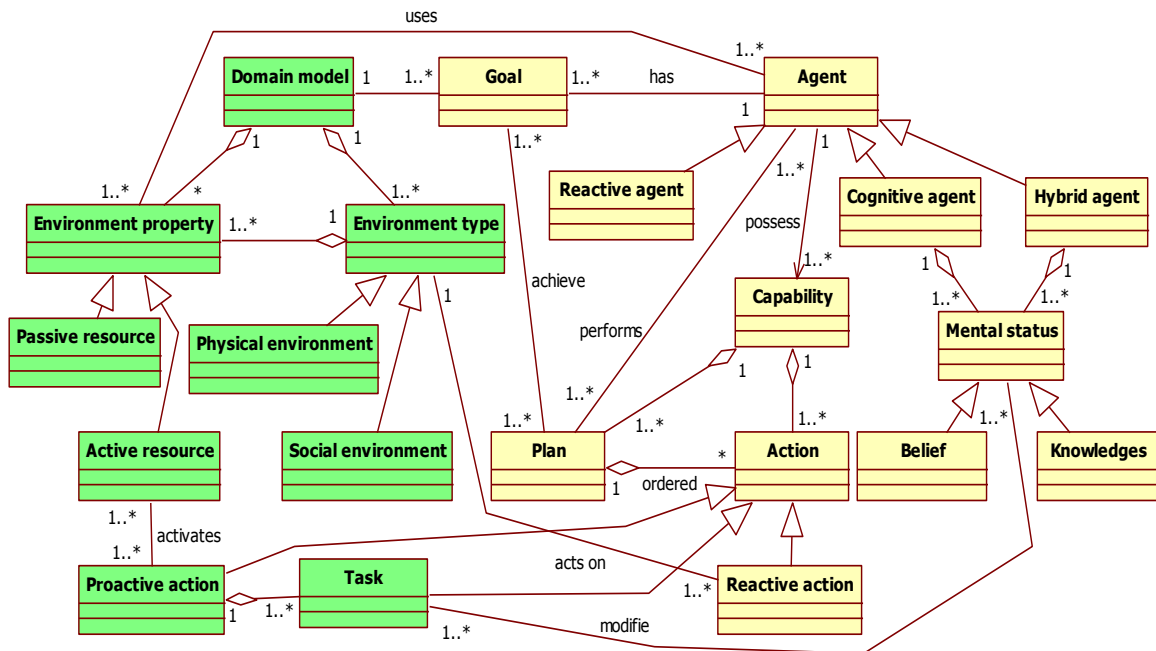 uses
1..*
Domain model
1
1..*
Goal
1..*
has
Agent
1
1
1..*
1
1..*
1
Reactive agent
Cognitive agent
Hybrid agent
1..*
*
1..*
Environment property
1..*
1
Environment type
possess
1
1
1..*
achieve
Capability
1..*
1..*
1
Passive resource
Physical environment
performs
Mental status
1
1
1..*
1..*
1..*
1..*
1..*
Active resource
Social environment
Plan
*
Action
Belief
Knowledges
1
ordered
1..*
activates
1..*
acts on
Proactive action
Task
Reactive action
1..*
1
1..*
1..*
modifie